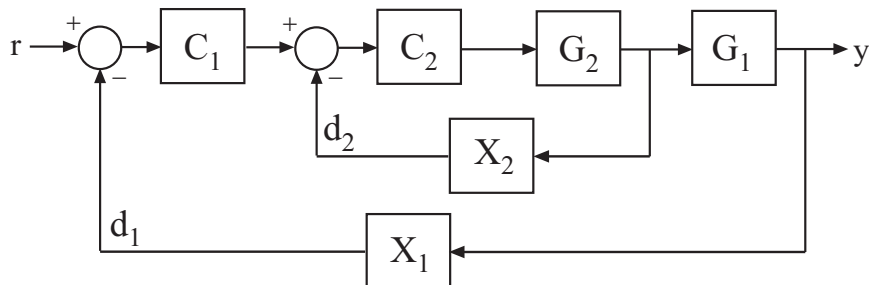 r + − C₁ + − C₂ G₂ G₁ y
d₂ X₂
d₁ X₁